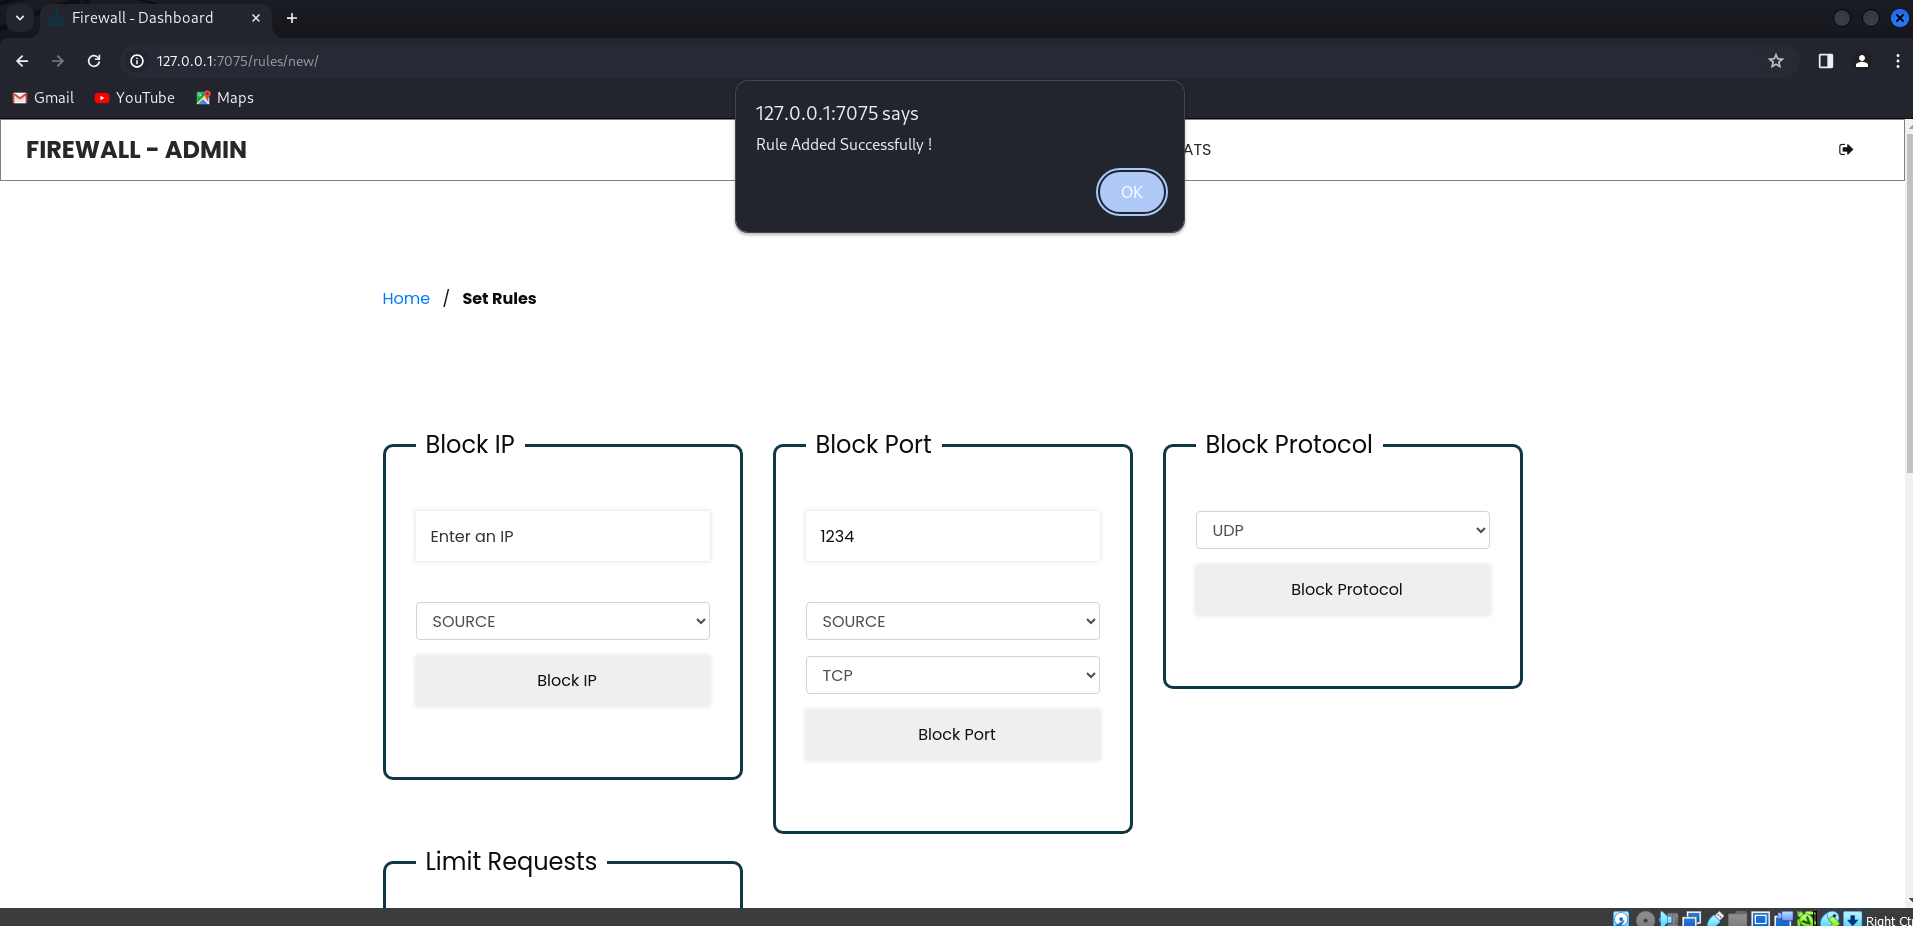 Firewall - Dashboard
127.0.0.1:7075/rules/new/
Gmail YouTube Maps
127.0.0.1:7075 says
Rule Added Successfully !
OK
FIREWALL - ADMIN
ATS
Home / Set Rules
Block IP
Enter an IP
SOURCE
Block IP
Block Port
1234
SOURCE
TCP
Block Port
Block Protocol
UDP
Block Protocol
Limit Requests
Right Ct